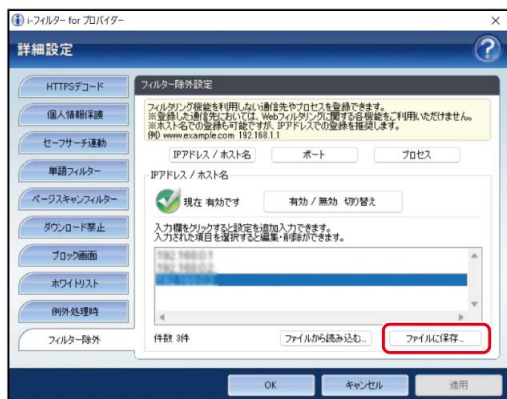 i-フィルター for プロバイダー
詳細設定
?
HTTPSデコード
個人情報保護
セーフサーチ連動
単語フィルター
ページスキャンフィルター
ダウンロード禁止
ブロック画面
ホワイトリスト
例外処理時
フィルター除外
フィルター除外設定
フィルタリング機能を利用しない通信先やプロセスを登録できます。
※登録した通信先においては、Webフィルタリングに関する各機能をご利用いただけません。
※ホスト名での登録も可能ですが、IPアドレスでの登録を推奨します。
例) www.example.com 192.168.1.1
IPアドレス / ホスト名
ポート
プロセス
IPアドレス / ホスト名
現在 有効です
有効 / 無効 切り替え
入力欄をクリックすると設定を追加入力できます。
入力された項目を選択すると編集・削除ができます。
件数 3件
ファイルから読み込む...
ファイルに保存...
OK
キャンセル
適用